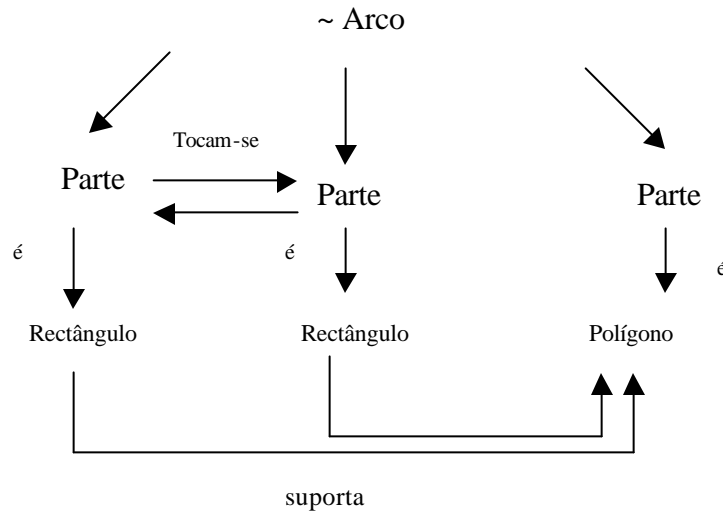 ~ Arco
Tocam-se
Parte
Parte
Parte
é
é
é
Rectângulo
Rectângulo
Polígono
suporta